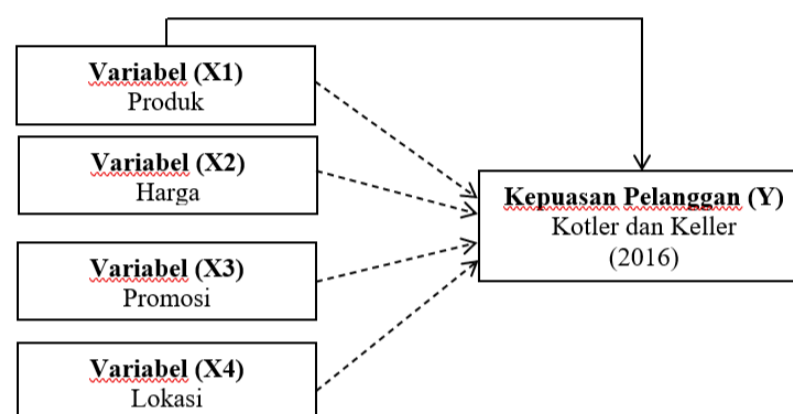 Variabel (X1)
Produk
Variabel (X2)
Harga
Variabel (X3)
Promosi
Variabel (X4)
Lokasi
Kepuasan Pelanggan (Y)
Kotler dan Keller
(2016)